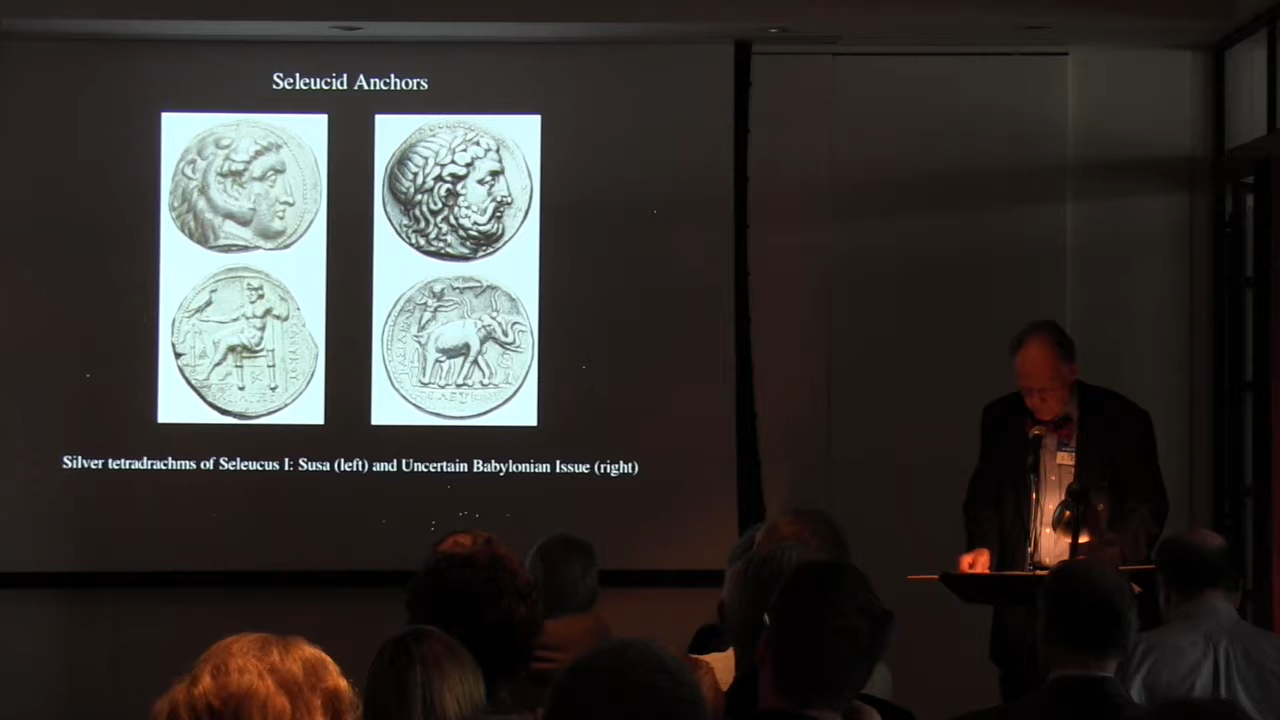 Seleucid Anchors
Silver tetradrachms of Seleucus I: Susa (left) and Uncertain Babylonian Issue (right)